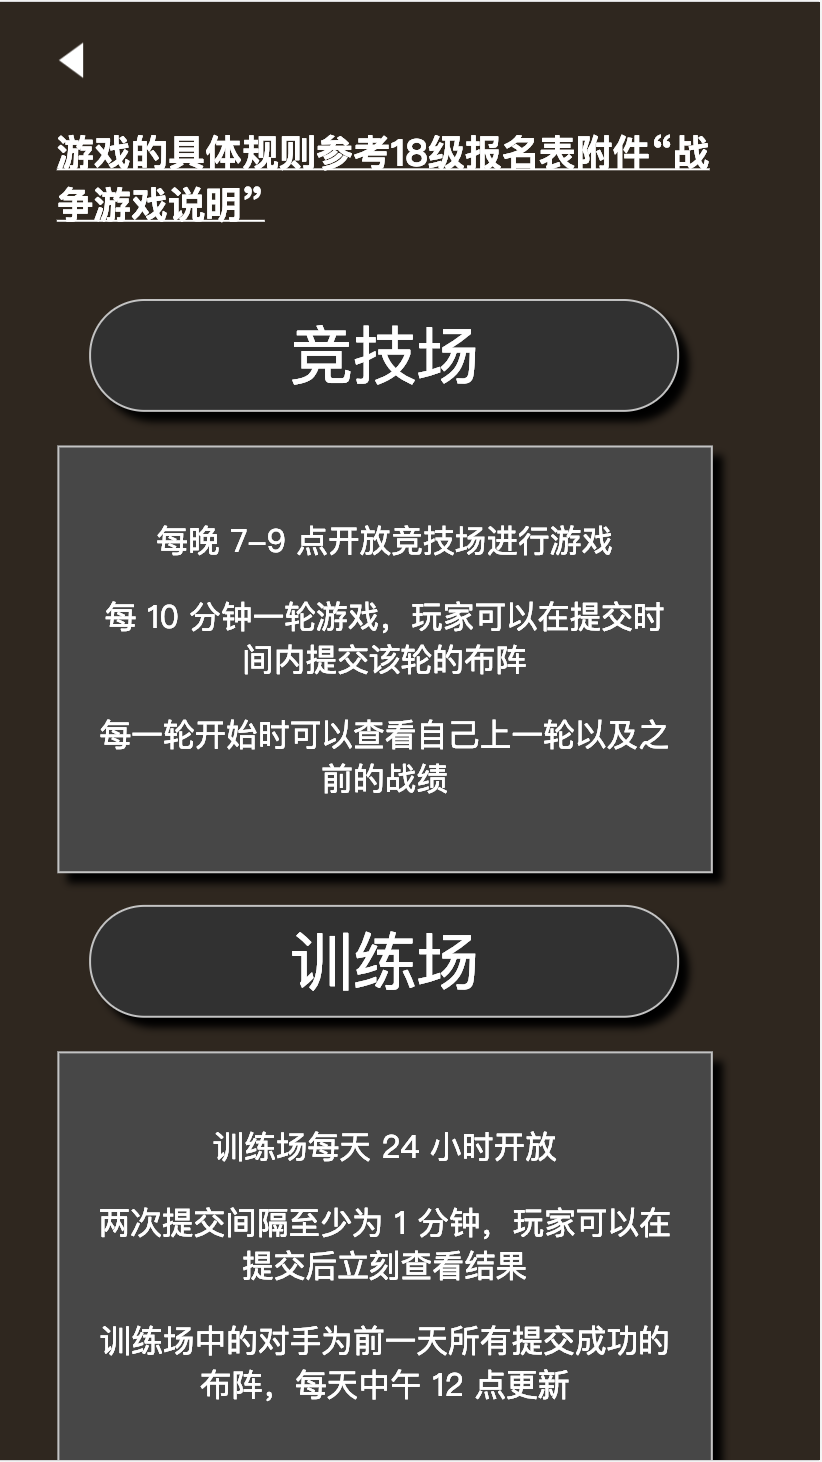 游戏的具体规则参考18级报名表附件“战
争游戏说明”
竞技场
每晚 7–9 点开放竞技场进行游戏
每 10 分钟一轮游戏，玩家可以在提交时
间内提交该轮的布阵
每一轮开始时可以查看自己上一轮以及之
前的战绩
训练场
训练场每天 24 小时开放
两次提交间隔至少为 1 分钟，玩家可以在
提交后立刻查看结果
训练场中的对手为前一天所有提交成功的
布阵，每天中午 12 点更新